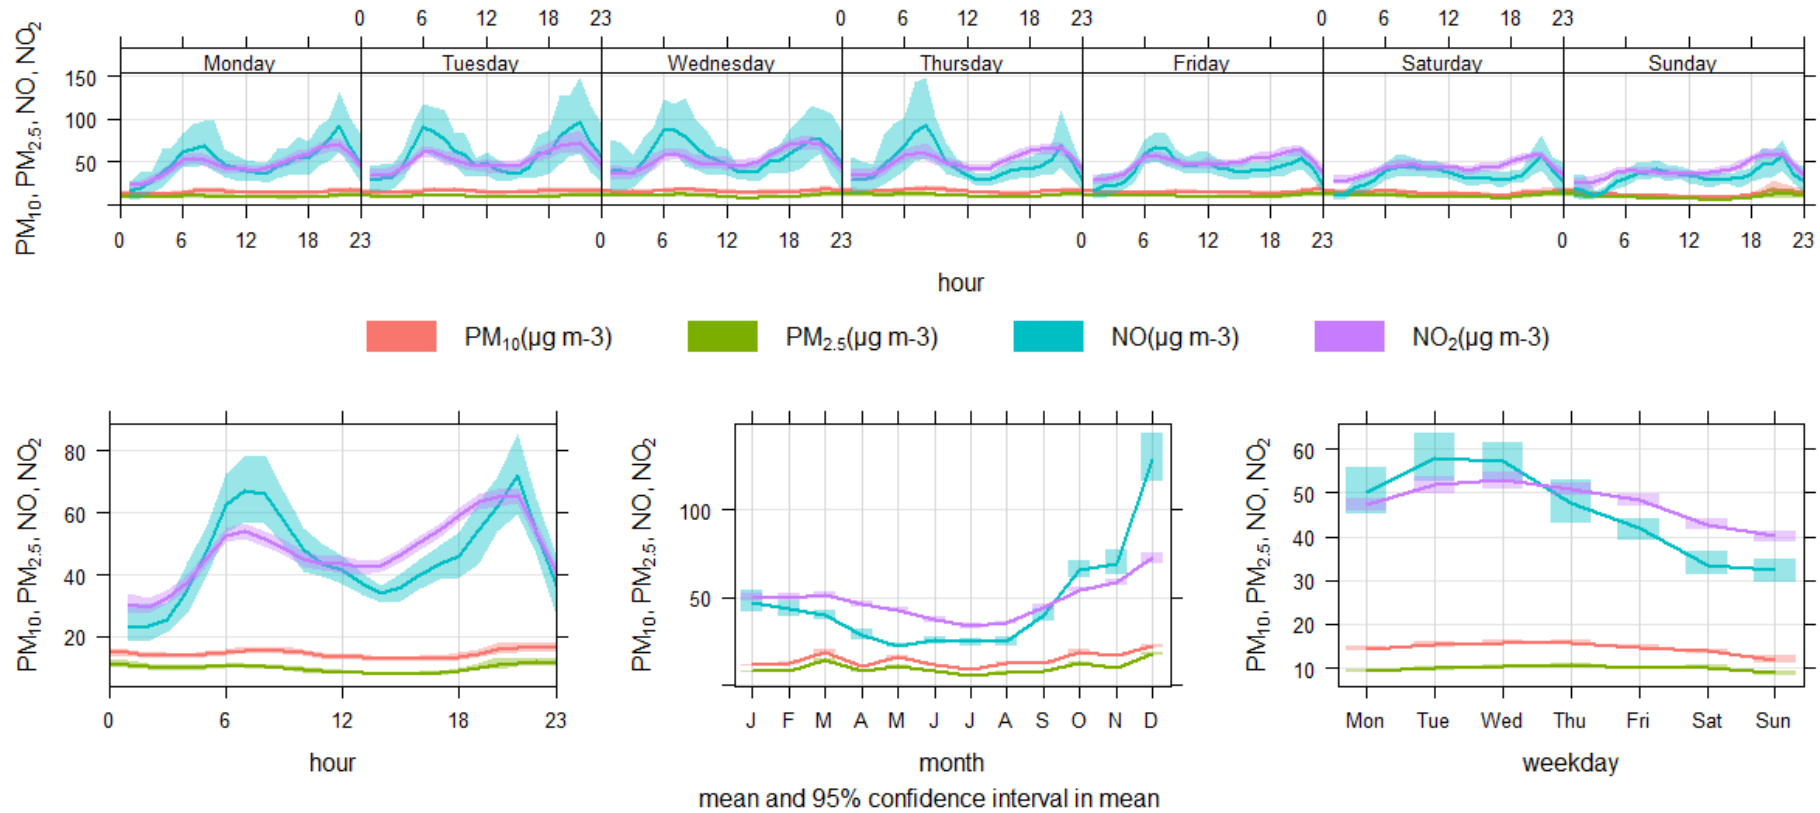 0 6 12 18 23 0 6 12 18 23 0 6 12 18 23
Monday Tuesday Wednesday Thursday Friday Saturday Sunday
PM₁₀, PM₂.₅, NO, NO₂
150
100
50
0 6 12 18 23 0 6 12 18 23 0 6 12 18 23 0 6 12 18 23
hour
PM₁₀(µg m-3) PM₂.₅(µg m-3) NO(µg m-3) NO₂(µg m-3)
PM₁₀, PM₂.₅, NO, NO₂
80
60
40
20
0 6 12 18 23
hour
PM₁₀, PM₂.₅, NO, NO₂
100
50
J F M A M J J A S O N D
month
PM₁₀, PM₂.₅, NO, NO₂
60
50
40
30
20
10
Mon Tue Wed Thu Fri Sat Sun
weekday
mean and 95% confidence interval in mean